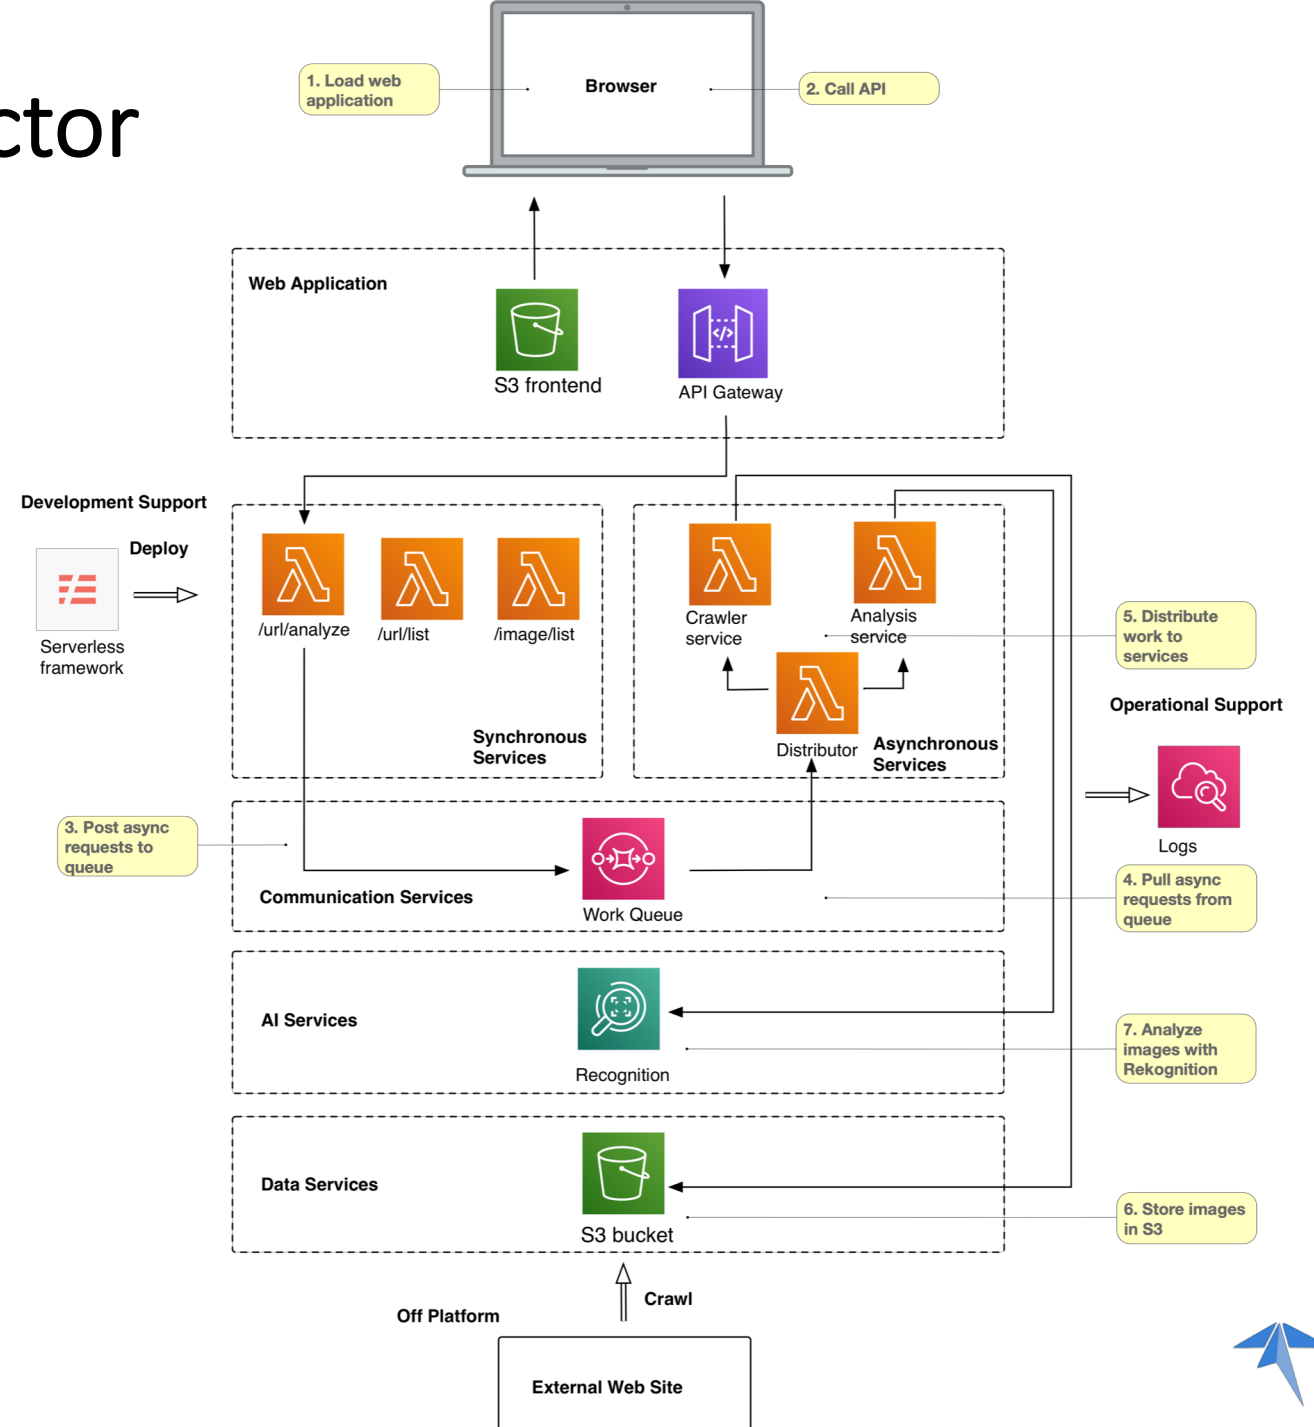 ctor
1. Load web
application
Browser
2. Call API
Web Application
S3 frontend
API Gateway
Development Support
Deploy
Serverless
framework
/url/analyze
/url/list
/image/list
Synchronous
Services
Crawler
service
Analysis
service
Distributor
Asynchronous
Services
5. Distribute
work to
services
Operational Support
Logs
3. Post async
requests to
queue
Communication Services
Work Queue
4. Pull async
requests from
queue
AI Services
Recognition
7. Analyze
images with
Rekognition
Data Services
S3 bucket
6. Store images
in S3
Crawl
Off Platform
External Web Site